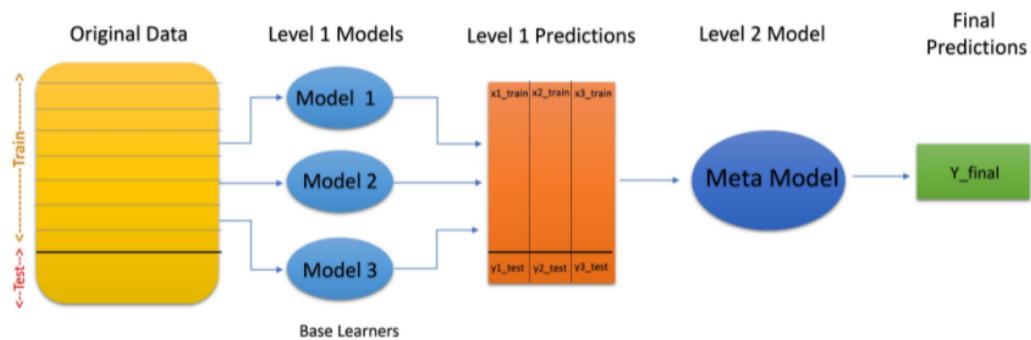 Original Data
Level 1 Models
Level 1 Predictions
Level 2 Model
Final
Predictions
<--Test--> <---------Train------->
Model 1
Model 2
Model 3
Base Learners
x1_train x2_train x3_train
y1_test y2_test y3_test
Meta Model
Y_final